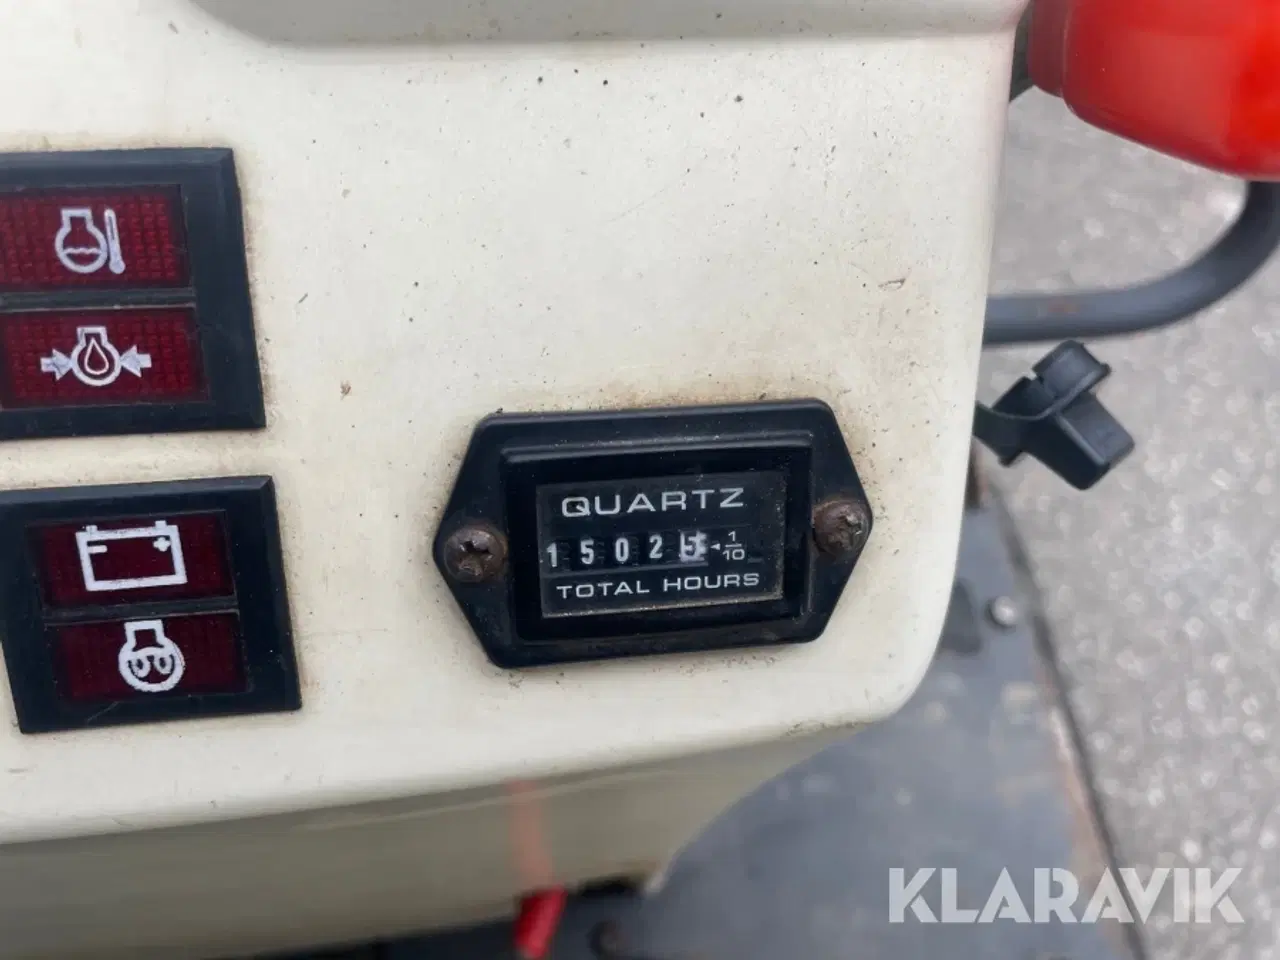 QUARTZ
15025 1/10
TOTAL HOURS
KLARAVIK